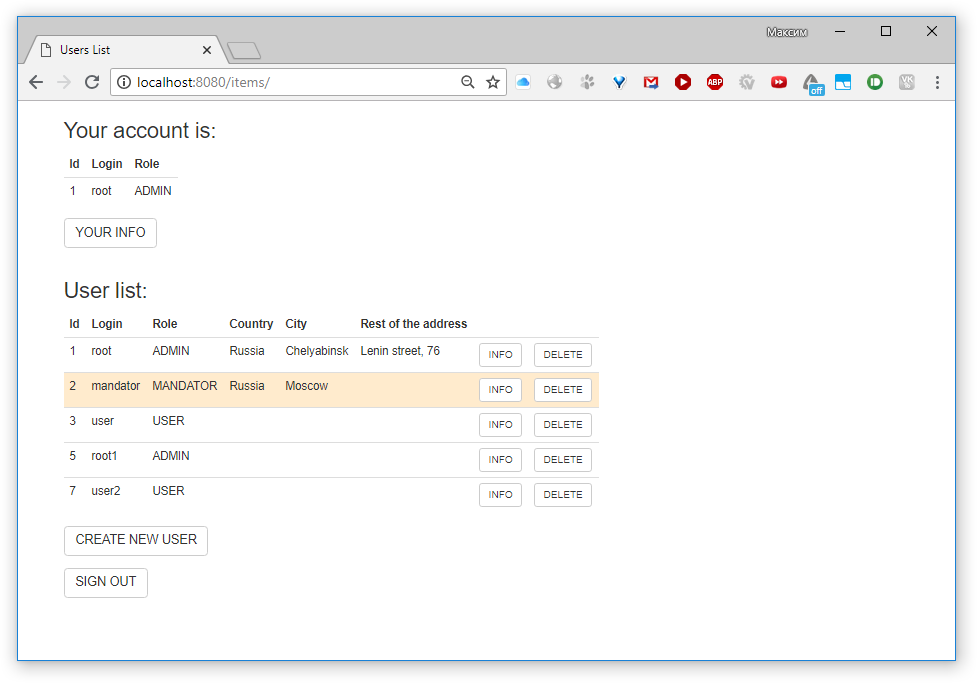 Максим
Users List
localhost:8080/items/
ABP
off
Your account is:
Id Login Role
1 root ADMIN
YOUR INFO
User list:
Id Login Role Country City Rest of the address
1 root ADMIN Russia Chelyabinsk Lenin street, 76 INFO DELETE
2 mandator MANDATOR Russia Moscow INFO DELETE
3 user USER INFO DELETE
5 root1 ADMIN INFO DELETE
7 user2 USER INFO DELETE
CREATE NEW USER
SIGN OUT